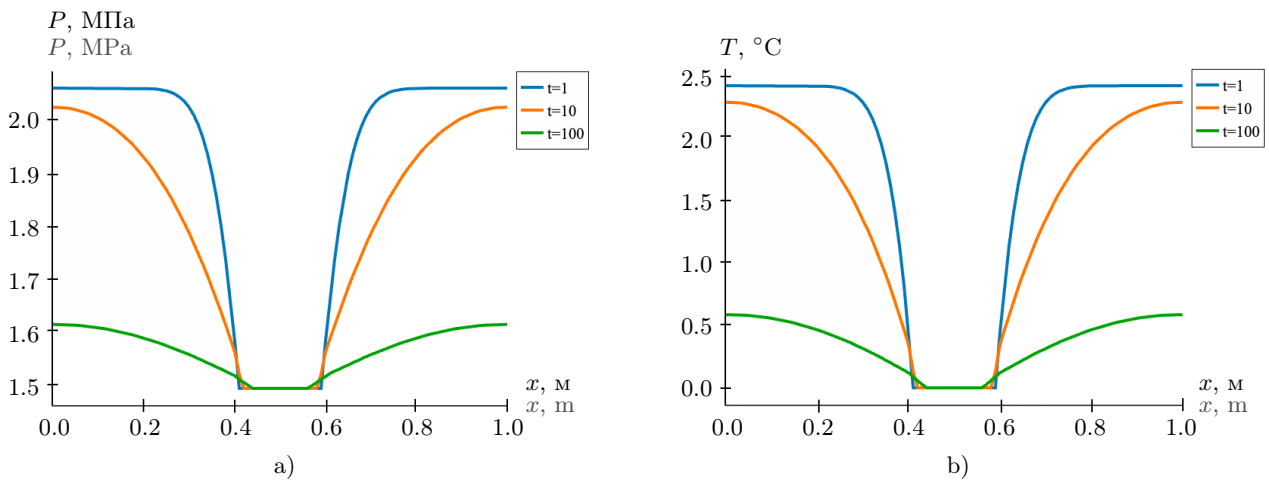 P, МПа
P, MPa
2.0
1.9
1.8
1.7
1.6
1.5
0.0 0.2 0.4 0.6 0.8 1.0
x, м
x, m
t=1
t=10
t=100
a)
T, °C
2.5
2.0
1.5
1.0
0.5
0.0
0.0 0.2 0.4 0.6 0.8 1.0
x, м
x, m
t=1
t=10
t=100
b)